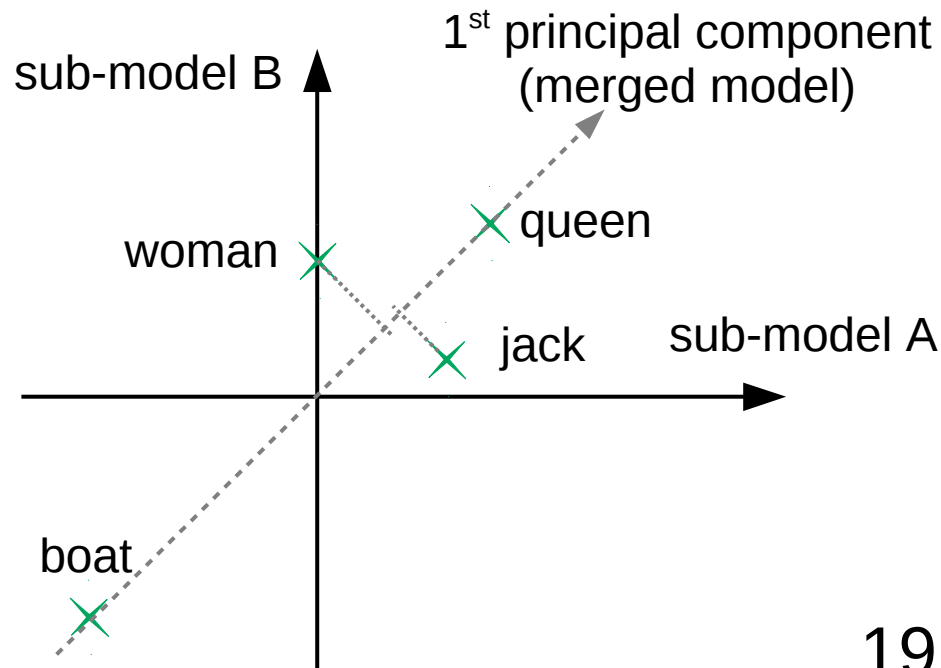 1st principal component
(merged model)
sub-model B
queen
woman
jack
sub-model A
boat
19